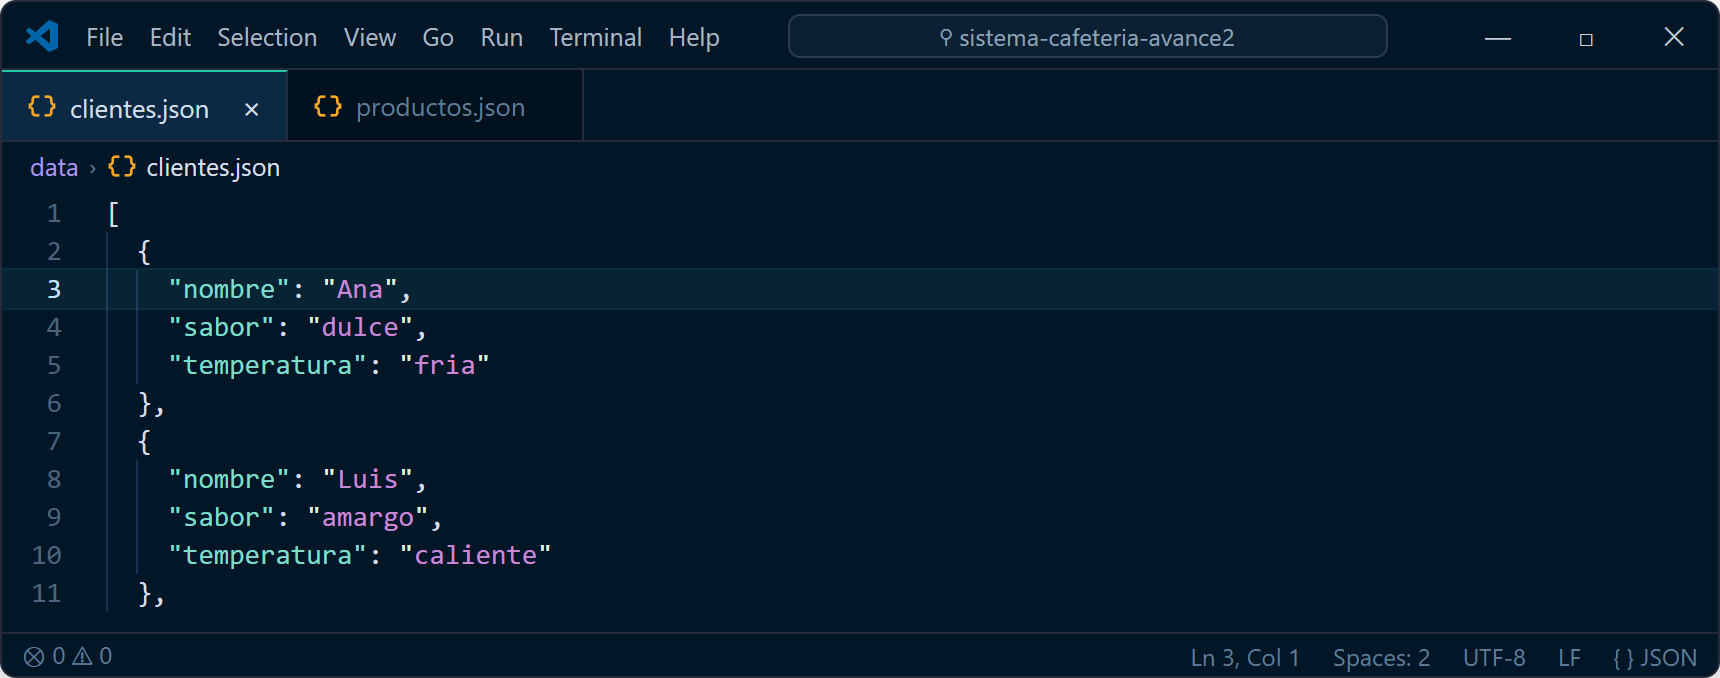 File Edit Selection View Go Run Terminal Help sistema-cafeteria-avance2
{} clientes.json × {} productos.json
data › {} clientes.json
1 [
2 {
3 "nombre": "Ana",
4 "sabor": "dulce",
5 "temperatura": "fria"
6 },
7 {
8 "nombre": "Luis",
9 "sabor": "amargo",
10 "temperatura": "caliente"
11 },
0 0 Ln 3, Col 1 Spaces: 2 UTF-8 LF { } JSON